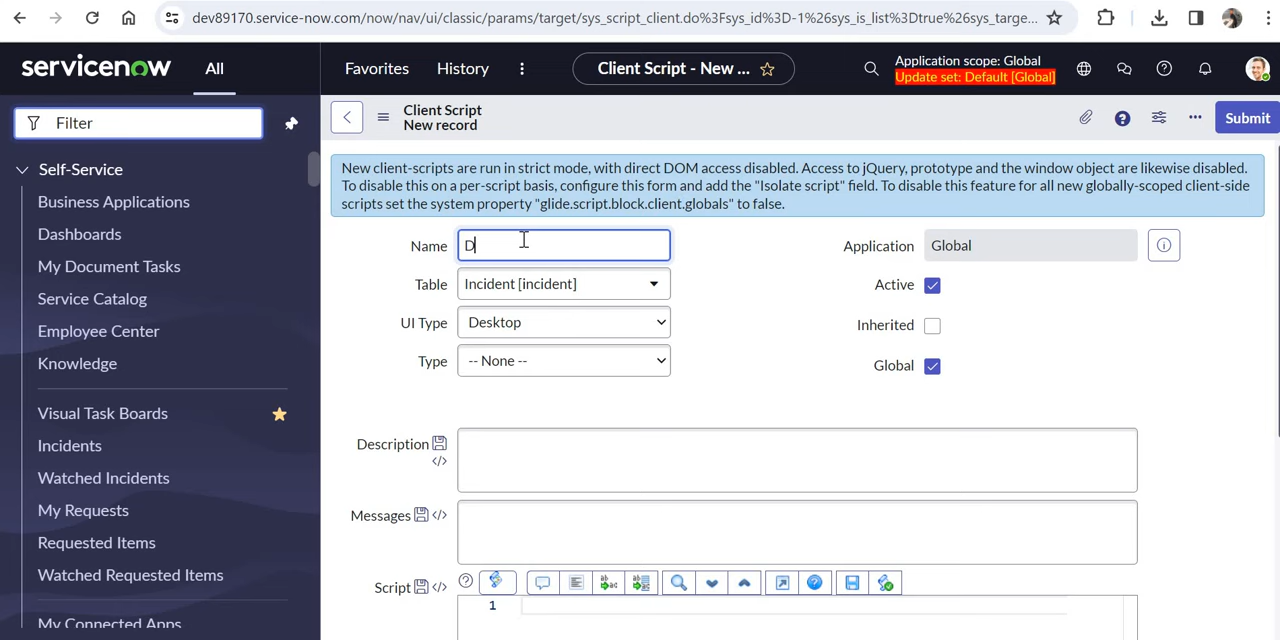 dev89170.service-now.com/now/nav/ui/classic/params/target/sys_script_client.do%3Fsys_id%3D-1%26sys_is_list%3Dtrue%26sys_targe...
servicenow
All
Favorites
History
Client Script - New ...
Application scope: Global
Update set: Default [Global]
Filter
Client Script
New record
Submit
Self-Service
Business Applications
Dashboards
My Document Tasks
Service Catalog
Employee Center
Knowledge
Visual Task Boards
Incidents
Watched Incidents
My Requests
Requested Items
Watched Requested Items
My Connected Apps
New client-scripts are run in strict mode, with direct DOM access disabled. Access to jQuery, prototype and the window object are likewise disabled.
To disable this on a per-script basis, configure this form and add the "Isolate script" field. To disable this feature for all new globally-scoped client-side
scripts set the system property "glide.script.block.client.globals" to false.
Name D
Application Global
Table Incident [incident]
Active
UI Type Desktop
Inherited
Type -- None --
Global
Description
Messages
Script
1